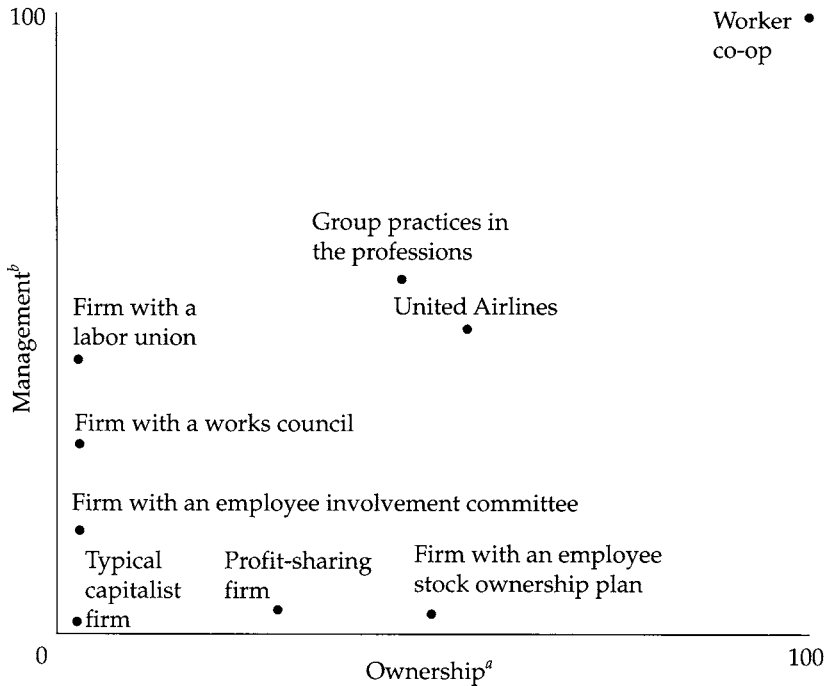 100
Worker
co-op
Group practices in
the professions
United Airlines
Firm with a
labor union
Management^b
Firm with a works council
Firm with an employee involvement committee
Typical
capitalist
firm
Profit-sharing
firm
Firm with an employee
stock ownership plan
0
100
Ownership^a